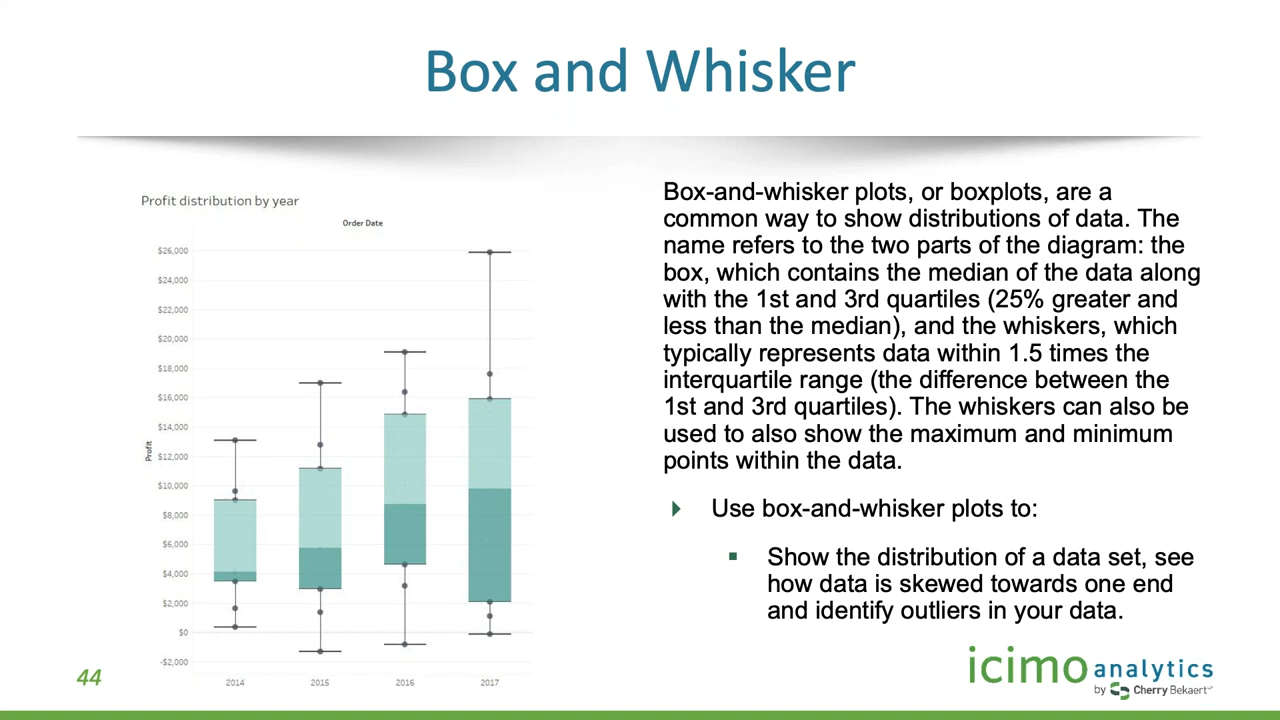 Box and Whisker
Profit distribution by year
Order Date
$26,000
$24,000
$22,000
$20,000
$18,000
$16,000
$14,000
$12,000
$10,000
$8,000
$6,000
$4,000
$2,000
$0
-$2,000
Profit
2014
2015
2016
2017
Box-and-whisker plots, or boxplots, are a
common way to show distributions of data. The
name refers to the two parts of the diagram: the
box, which contains the median of the data along
with the 1st and 3rd quartiles (25% greater and
less than the median), and the whiskers, which
typically represents data within 1.5 times the
interquartile range (the difference between the
1st and 3rd quartiles). The whiskers can also be
used to also show the maximum and minimum
points within the data.
Use box-and-whisker plots to:
Show the distribution of a data set, see
how data is skewed towards one end
and identify outliers in your data.
44
icimo analytics
by Cherry Bekaert